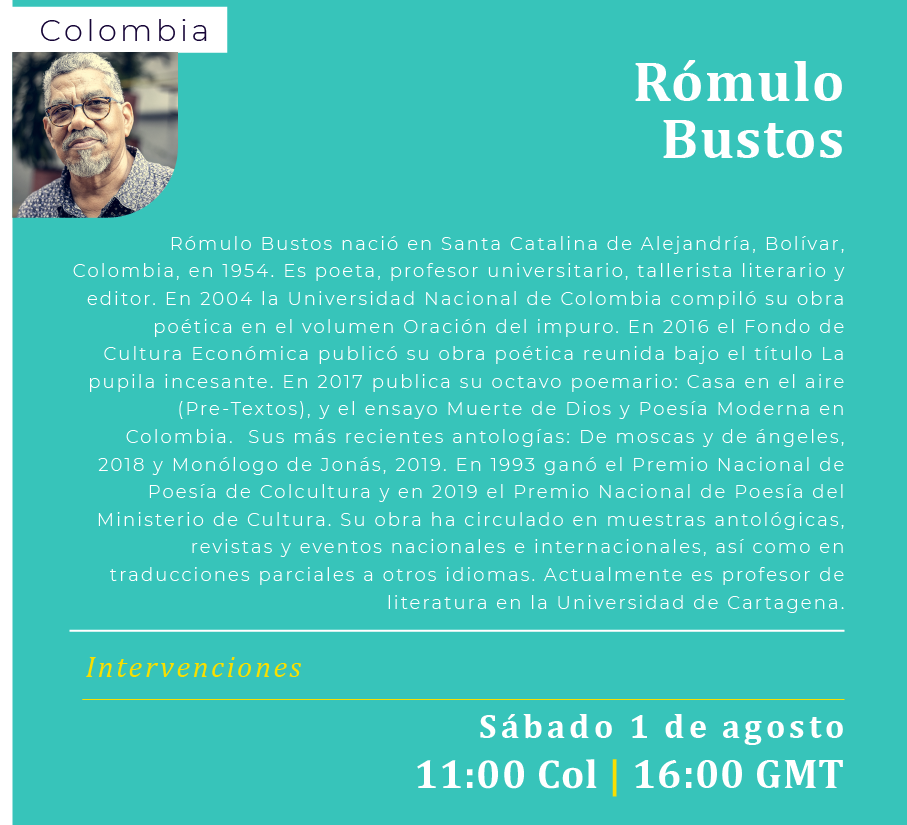 Colombia
Rómulo
Bustos
Rómulo Bustos nació en Santa Catalina de Alejandría, Bolívar,
Colombia, en 1954. Es poeta, profesor universitario, tallerista literario y
editor. En 2004 la Universidad Nacional de Colombia compiló su obra
poética en el volumen Oración del impuro. En 2016 el Fondo de
Cultura Económica publicó su obra poética reunida bajo el título La
pupila incesante. En 2017 publica su octavo poemario: Casa en el aire
(Pre-Textos), y el ensayo Muerte de Dios y Poesía Moderna en
Colombia.  Sus más recientes antologías: De moscas y de ángeles,
2018 y Monólogo de Jonás, 2019. En 1993 ganó el Premio Nacional de
Poesía de Colcultura y en 2019 el Premio Nacional de Poesía del
Ministerio de Cultura. Su obra ha circulado en muestras antológicas,
revistas y eventos nacionales e internacionales, así como en
traducciones parciales a otros idiomas. Actualmente es profesor de
literatura en la Universidad de Cartagena.
Intervenciones
Sábado 1 de agosto
11:00 Col | 16:00 GMT